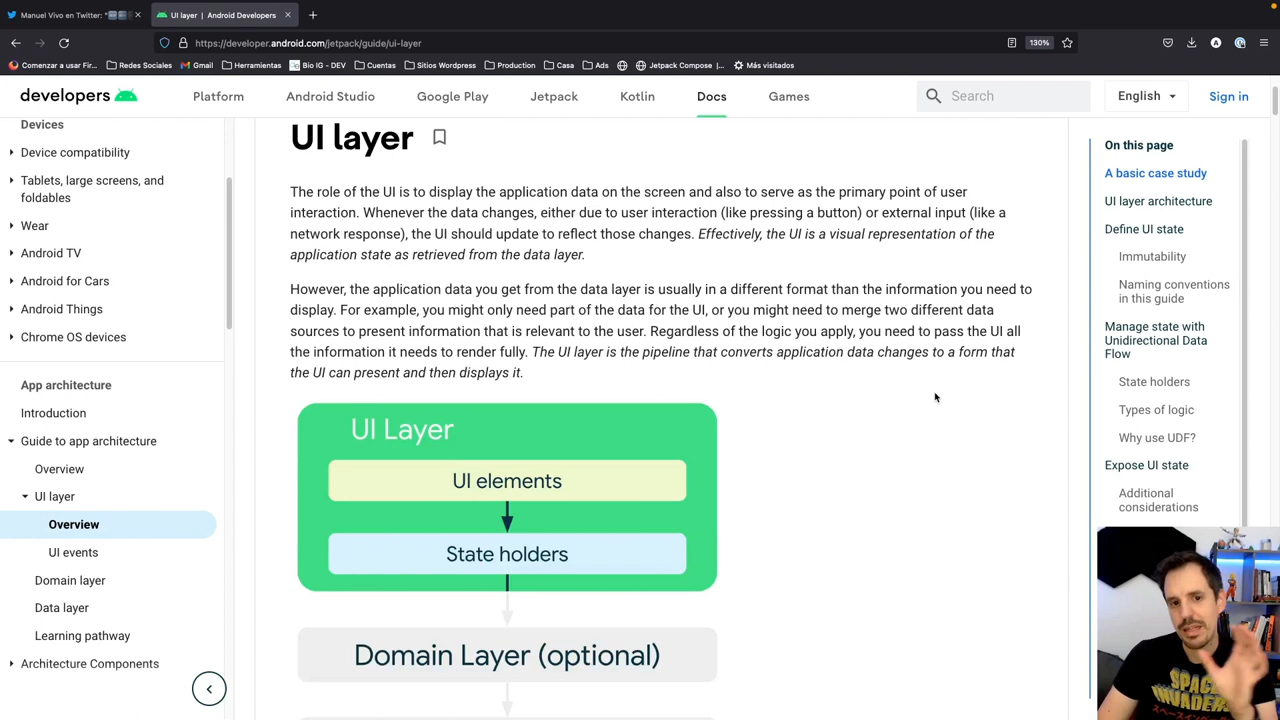 Manuel Vivo en Twitter: "
UI layer | Android Developers
https://developer.android.com/jetpack/guide/ui-layer
130%
Comenzar a usar Fir...
Redes Sociales
Gmail
Herramientas
Bio IG - DEV
Cuentas
Sitios Wordpress
Production
Casa
Ads
Jetpack Compose |...
Más visitados
developers
Platform
Android Studio
Google Play
Jetpack
Kotlin
Docs
Games
Search
English
Sign in
Devices
Device compatibility
Tablets, large screens, and
foldables
Wear
Android TV
Android for Cars
Android Things
Chrome OS devices
App architecture
Introduction
Guide to app architecture
Overview
UI layer
Overview
UI events
Domain layer
Data layer
Learning pathway
Architecture Components
UI layer
The role of the UI is to display the application data on the screen and also to serve as the primary point of user
interaction. Whenever the data changes, either due to user interaction (like pressing a button) or external input (like a
network response), the UI should update to reflect those changes. Effectively, the UI is a visual representation of the
application state as retrieved from the data layer.
However, the application data you get from the data layer is usually in a different format than the information you need to
display. For example, you might only need part of the data for the UI, or you might need to merge two different data
sources to present information that is relevant to the user. Regardless of the logic you apply, you need to pass the UI all
the information it needs to render fully. The UI layer is the pipeline that converts application data changes to a form that
the UI can present and then displays it.
UI Layer
UI elements
State holders
Domain Layer (optional)
On this page
A basic case study
UI layer architecture
Define UI state
Immutability
Naming conventions
in this guide
Manage state with
Unidirectional Data
Flow
State holders
Types of logic
Why use UDF?
Expose UI state
Additional
considerations
SPACE
INVADERS